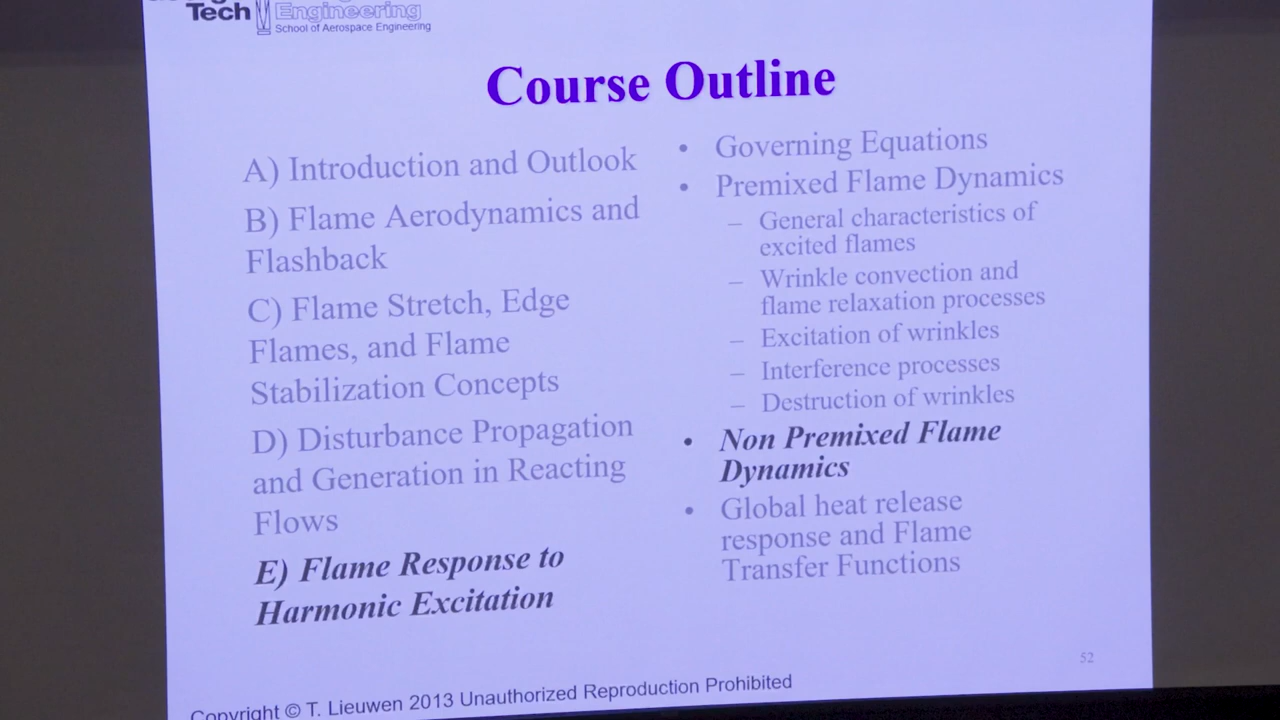 Tech
Engineering
School of Aerospace Engineering
Course Outline
A) Introduction and Outlook
B) Flame Aerodynamics and
Flashback
C) Flame Stretch, Edge
Flames, and Flame
Stabilization Concepts
D) Disturbance Propagation
and Generation in Reacting
Flows
E) Flame Response to
Harmonic Excitation
• Governing Equations
• Premixed Flame Dynamics
– General characteristics of
excited flames
– Wrinkle convection and
flame relaxation processes
– Excitation of wrinkles
– Interference processes
– Destruction of wrinkles
• Non Premixed Flame
Dynamics
• Global heat release
response and Flame
Transfer Functions
52
Copyright © T. Lieuwen 2013 Unauthorized Reproduction Prohibited